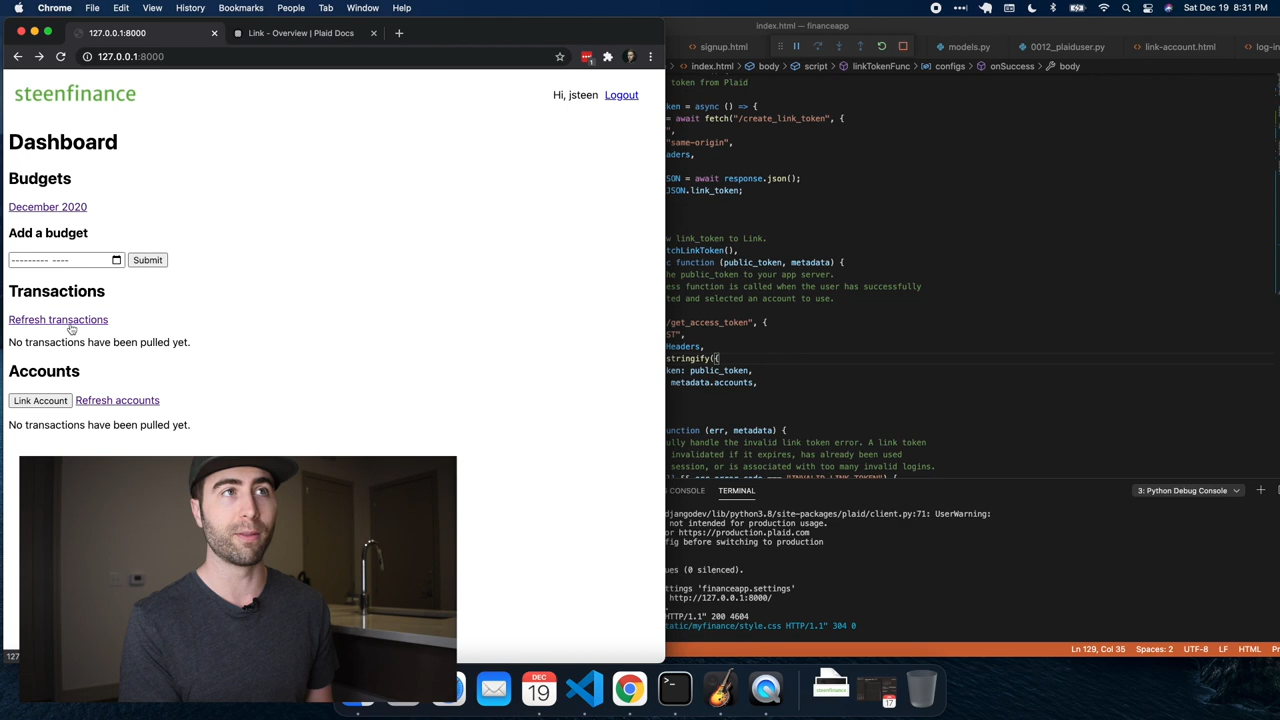 Chrome File Edit View History Bookmarks People Tab Window Help Sat Dec 19 8:31 PM
index.html — financeapp
127.0.0.1:8000 Link - Overview | Plaid Docs
signup.html models.py 0012_plaiduser.py link-account.html log-in
127.0.0.1:8000
index.html > body > script > linkTokenFunc > configs > onSuccess > body
steenfinance
Hi, jsteen Logout
Dashboard
Budgets
December 2020
Add a budget
--------- ---- Submit
Transactions
Refresh transactions
No transactions have been pulled yet.
Accounts
Link Account Refresh accounts
No transactions have been pulled yet.
token from Plaid
ken = async () => {
= await fetch("/create_link_token", {
",
"same-origin",
aders,
SON = await response.json();
JSON.link_token;
w link_token to Link.
tchLinkToken(),
c function (public_token, metadata) {
he public_token to your app server.
ess function is called when the user has successfully
ted and selected an account to use.
/get_access_token", {
ST",
Headers,
stringify({
ken: public_token,
metadata.accounts,
unction (err, metadata) {
ully handle the invalid link token error. A link token
invalidated if it expires, has already been used
session, or is associated with too many invalid logins.
ll && err.error_code === "INVALID_LINK_TOKEN") {
G CONSOLE TERMINAL 3: Python Debug Console
djangodev/lib/python3.8/site-packages/plaid/client.py:71: UserWarning:
not intended for production usage.
or https://production.plaid.com
fig before switching to production
ues (0 silenced).
ttings 'financeapp.settings'
http://127.0.0.1:8000/
.
HTTP/1.1" 200 4604
tatic/myfinance/style.css HTTP/1.1" 304 0
Ln 129, Col 35 Spaces: 2 UTF-8 LF HTML Pr
127
DEC
19
steenfinance
17